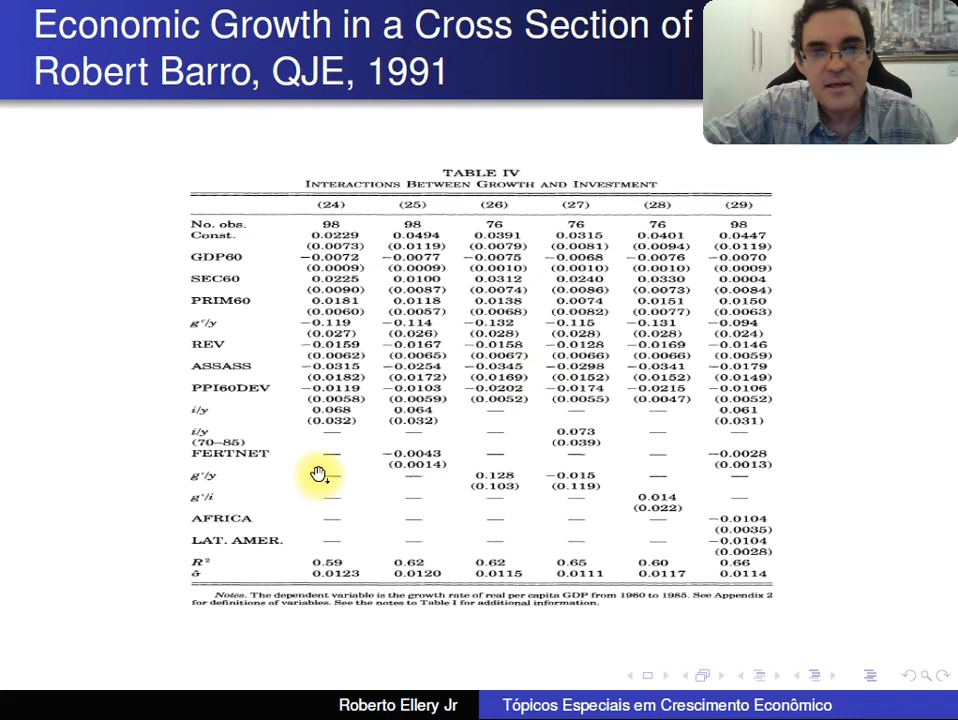 Economic Growth in a Cross Section of
Robert Barro, QJE, 1991
TABLE IV
INTERACTIONS BETWEEN GROWTH AND INVESTMENT
(24) (25) (26) (27) (28) (29)
No. obs. 98 98 76 76 76 98
Const. 0.0229 0.0494 0.0391 0.0315 0.0401 0.0447
(0.0073) (0.0119) (0.0079) (0.0081) (0.0094) (0.0119)
GDP60 −0.0072 −0.0077 −0.0075 −0.0068 −0.0076 −0.0070
(0.0009) (0.0009) (0.0010) (0.0010) (0.0010) (0.0009)
SEC60 0.0225 0.0100 0.0312 0.0240 0.0330 0.0004
(0.0090) (0.0087) (0.0074) (0.0086) (0.0073) (0.0084)
PRIM60 0.0181 0.0118 0.0138 0.0074 0.0151 0.0150
(0.0060) (0.0057) (0.0068) (0.0082) (0.0077) (0.0063)
gᶜ/y −0.119 −0.114 −0.132 −0.115 −0.131 −0.094
(0.027) (0.026) (0.028) (0.028) (0.028) (0.024)
REV −0.0159 −0.0167 −0.0158 −0.0128 −0.0169 −0.0146
(0.0062) (0.0065) (0.0067) (0.0066) (0.0066) (0.0059)
ASSASS −0.0315 −0.0254 −0.0345 −0.0298 −0.0341 −0.0179
(0.0182) (0.0172) (0.0169) (0.0152) (0.0152) (0.0149)
PPI60DEV −0.0119 −0.0103 −0.0202 −0.0174 −0.0215 −0.0106
(0.0058) (0.0059) (0.0052) (0.0055) (0.0047) (0.0052)
i/y 0.068 0.064 — — — 0.061
(0.032) (0.032) (0.031)
i/y — — — 0.073 — —
(70–85) (0.039)
FERTNET — −0.0043 — — — −0.0028
(0.0014) (0.0013)
gⁱ/y — — 0.128 −0.015 — —
(0.103) (0.119)
gⁱ/i — — — — 0.014 —
(0.022)
AFRICA — — — — — −0.0104
(0.0035)
LAT. AMER. — — — — — −0.0104
(0.0028)
R² 0.59 0.62 0.62 0.65 0.60 0.66
σ̂ 0.0123 0.0120 0.0115 0.0111 0.0117 0.0114
Notes. The dependent variable is the growth rate of real per capita GDP from 1960 to 1985. See Appendix 2
for definitions of variables. See the notes to Table I for additional information.
Roberto Ellery Jr Tópicos Especiais em Crescimento Econômico